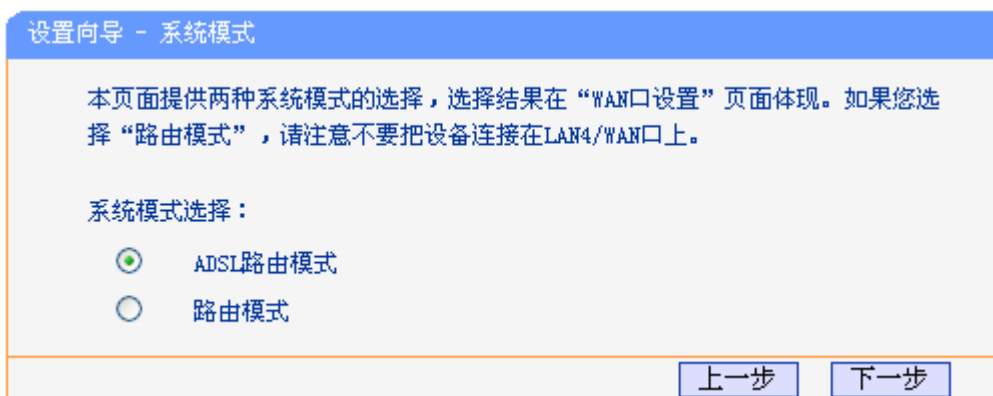 设置向导 - 系统模式
本页面提供两种系统模式的选择，选择结果在“WAN口设置”页面体现。如果您选
择“路由模式”，请注意不要把设备连接在LAN4/WAN口上。
系统模式选择：
ADSL路由模式
路由模式
上一步 下一步